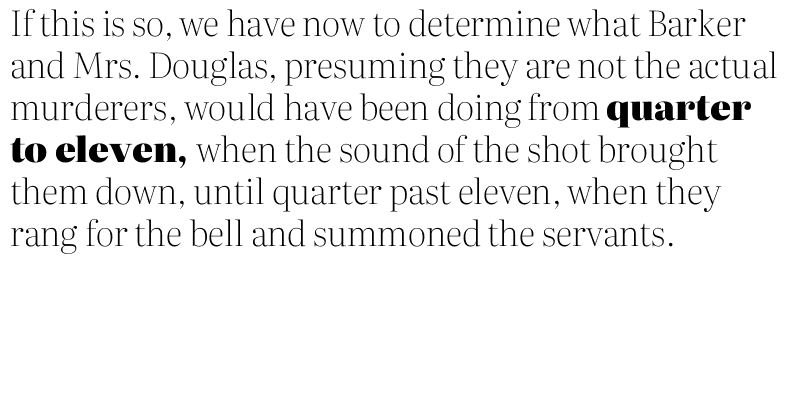 If this is so, we have now to determine what Barker
and Mrs. Douglas, presuming they are not the actual
murderers, would have been doing from quarter
to eleven, when the sound of the shot brought
them down, until quarter past eleven, when they
rang for the bell and summoned the servants.